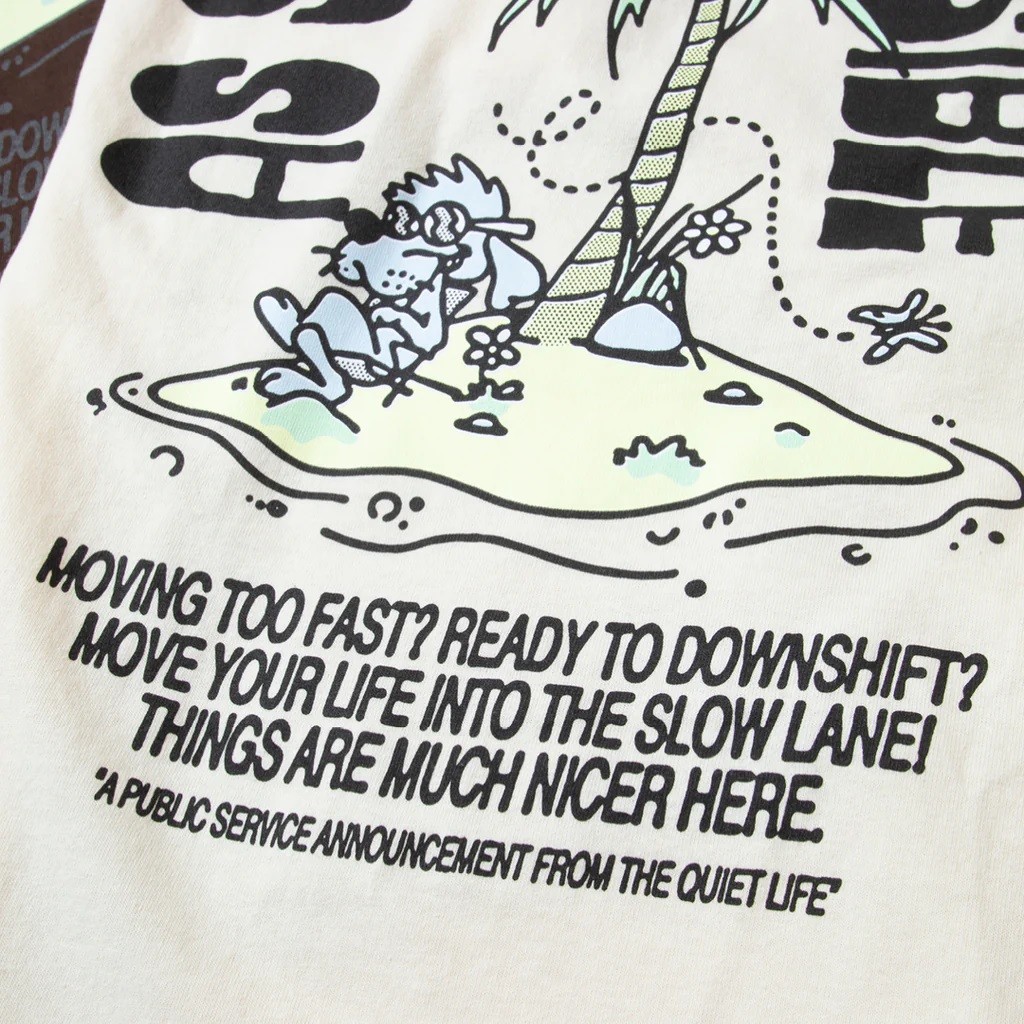 MOVING TOO FAST? READY TO DOWNSHIFT?
MOVE YOUR LIFE INTO THE SLOW LANE!
THINGS ARE MUCH NICER HERE.
"A PUBLIC SERVICE ANNOUNCEMENT FROM THE QUIET LIFE"